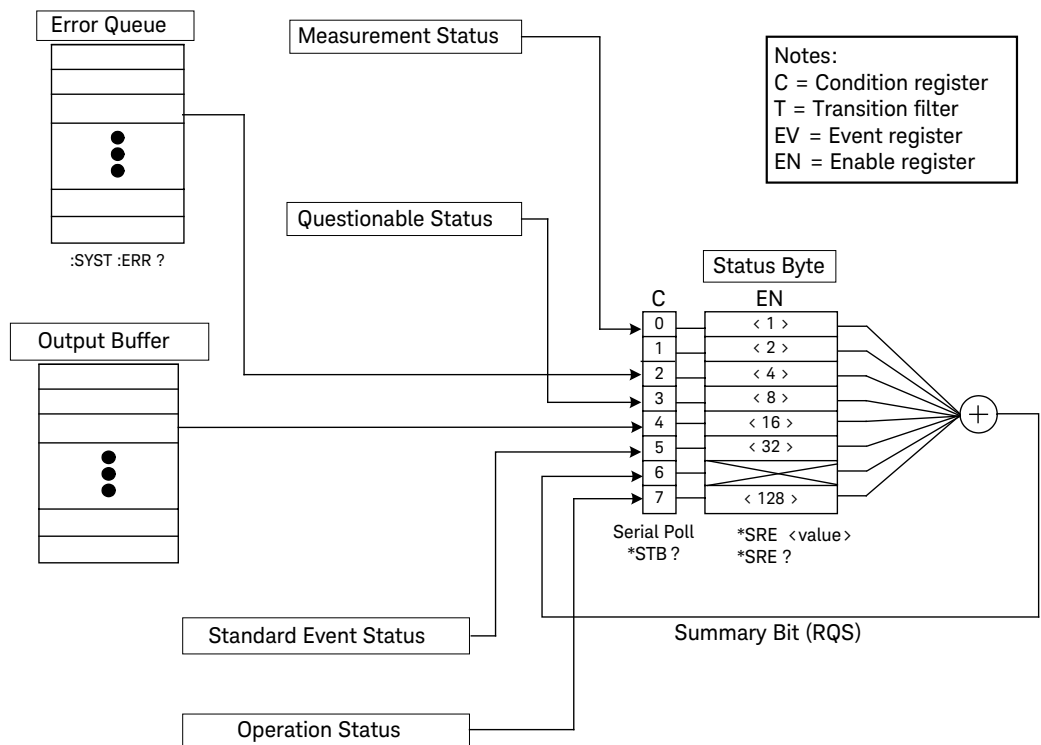 Error Queue
:SYST :ERR ?
Output Buffer
Measurement Status
Questionable Status
Notes:
C = Condition register
T = Transition filter
EV = Event register
EN = Enable register
Status Byte
C
EN
0
< 1 >
1
< 2 >
2
< 4 >
3
< 8 >
4
< 16 >
5
< 32 >
6
7
< 128 >
+
Serial Poll
*STB ?
*SRE <value>
*SRE ?
Summary Bit (RQS)
Standard Event Status
Operation Status